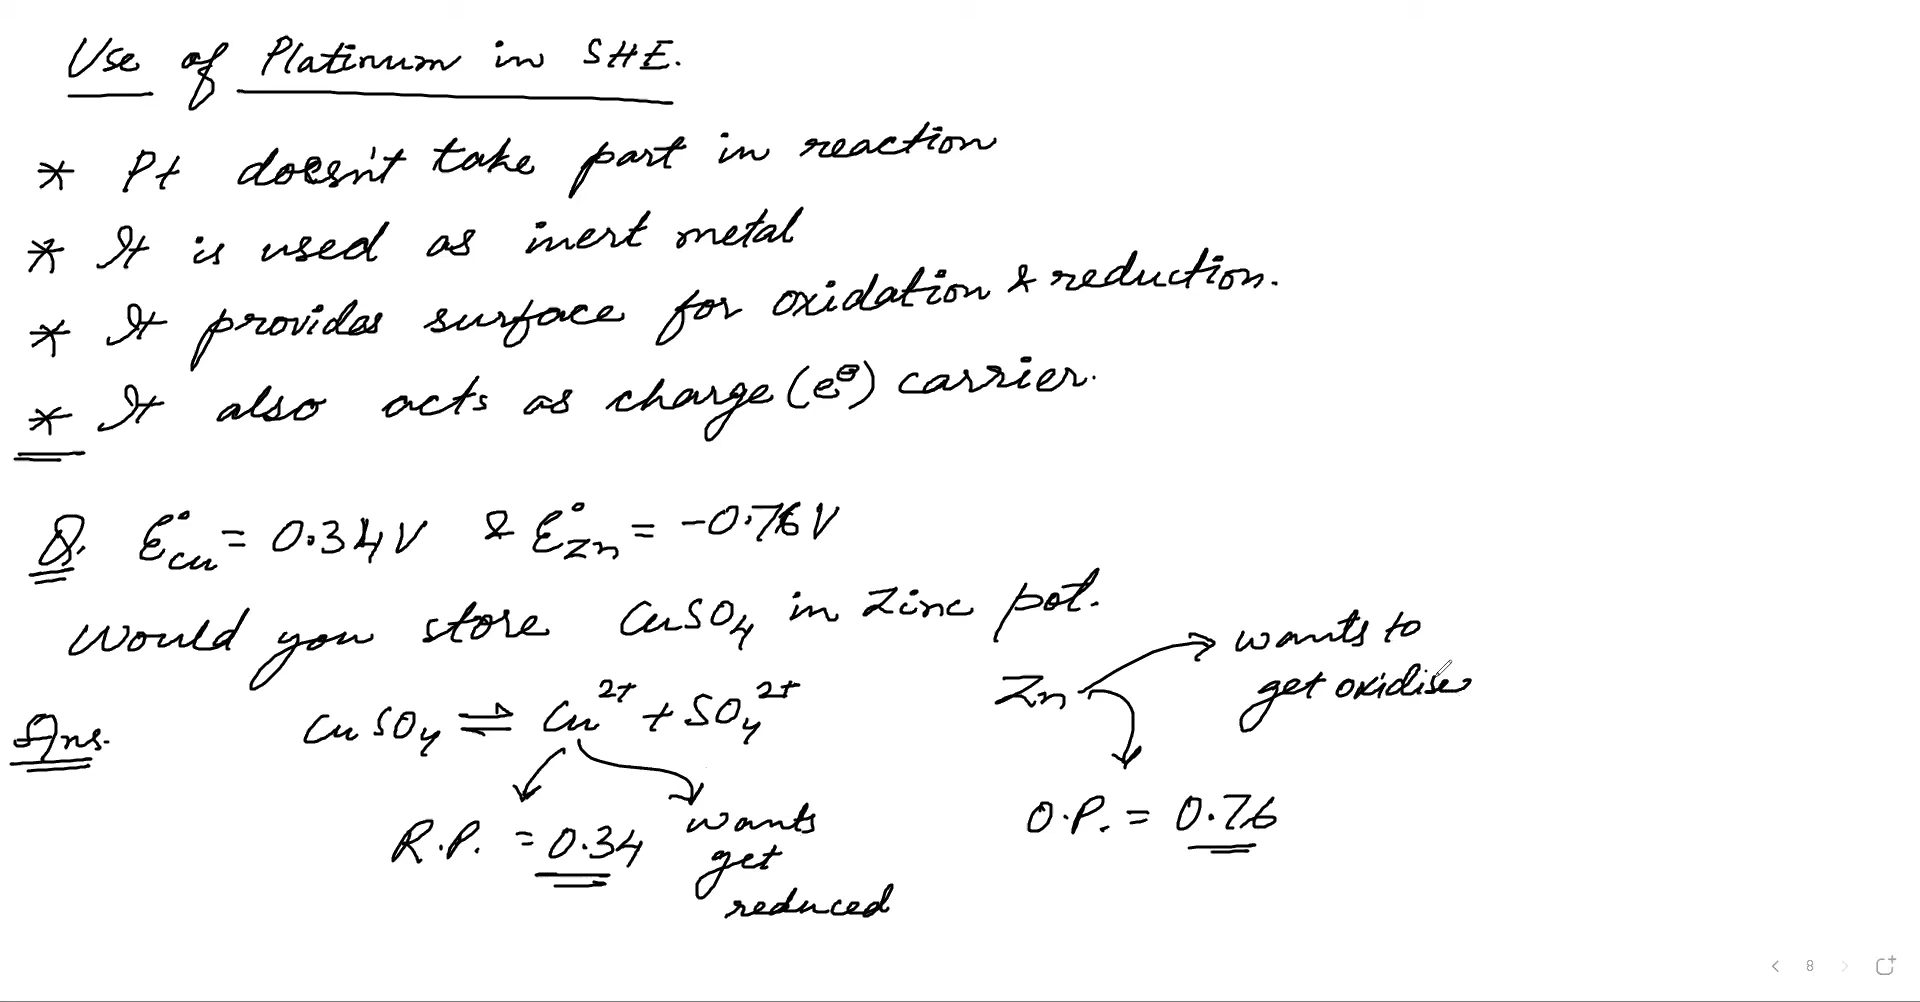 Use of Platinum in SHE.
* Pt doesn't take part in reaction
* It is used as inert metal
* It provides surface for oxidation & reduction.
* It also acts as charge (e⊖) carrier.
Q. E°Cu = 0.34V & E°Zn = -0.76V
Would you store CuSO4 in Zinc pot.
Ans. CuSO4 ⇌ Cu2+ + SO4 2+
R.P. = 0.34
wants
get
reduced
Zn
wants to
get oxidise
O.P. = 0.76
8